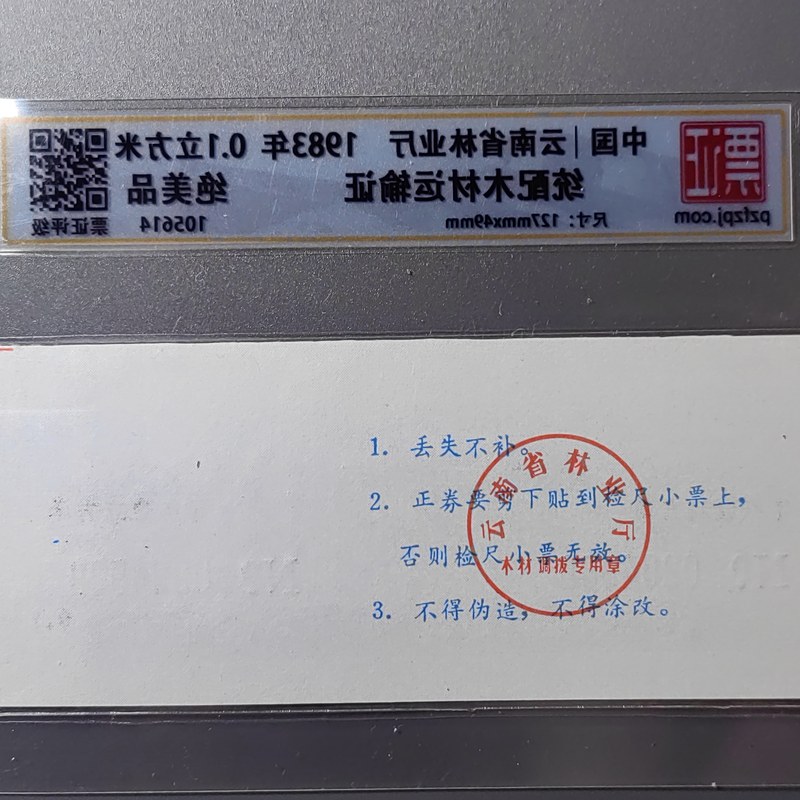 中国|云南省林业厅 1983年 0.1立方米
统配木材运输证 绝美品
尺寸：127mmx49mm 105614 票证评级
票证
pzfzpj.com
1. 丢失不补。
2. 正券要剪下贴到检尺小票上，
否则检尺小票无效。
3. 不得伪造，不得涂改。
云南省林业厅
木材调拨专用章